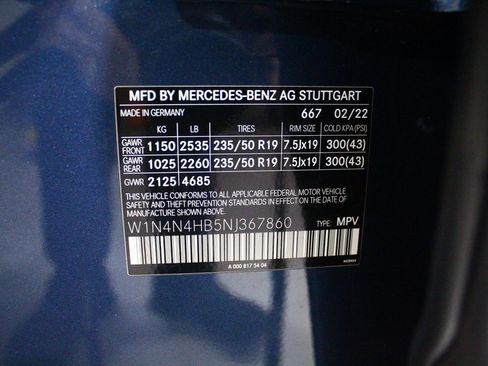 MFD BY MERCEDES-BENZ AG STUTTGART
MADE IN GERMANY 667 02/22
KG LB TIRES RIM SIZE COLD KPA (PSI)
GAWR FRONT 1150 2535 235/50 R19 7.5Jx19 300(43)
GAWR REAR 1025 2260 235/50 R19 7.5Jx19 300(43)
GVWR 2125 4685
THIS VEHICLE CONFORMS TO ALL APPLICABLE FEDERAL MOTOR VEHICLE
SAFETY AND THEFT PREVENTION STANDARDS IN EFFECT ON THE DATE OF
MANUFACTURE SHOWN ABOVE.
W1N4N4HB5NJ367860 TYPE: MPV
A 000 817 54 04